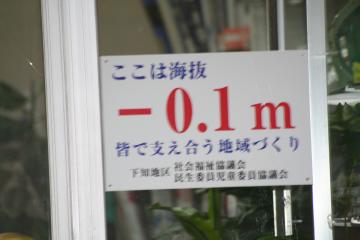 ここは海抜
－0.1m
皆で支え合う地域づくり
下知地区 社会福祉協議会
民生委員児童委員協議会